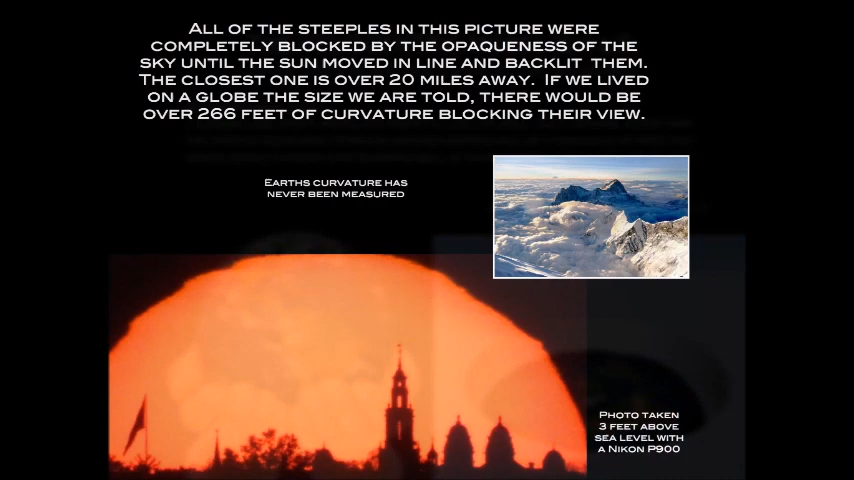 All of the steeples in this picture were
completely blocked by the opaqueness of the
sky until the sun moved in line and backlit them.
The closest one is over 20 miles away. If we lived
on a globe the size we are told, there would be
over 266 feet of curvature blocking their view.
Earths curvature has
never been measured
Photo taken
3 feet above
sea level with
a Nikon P900